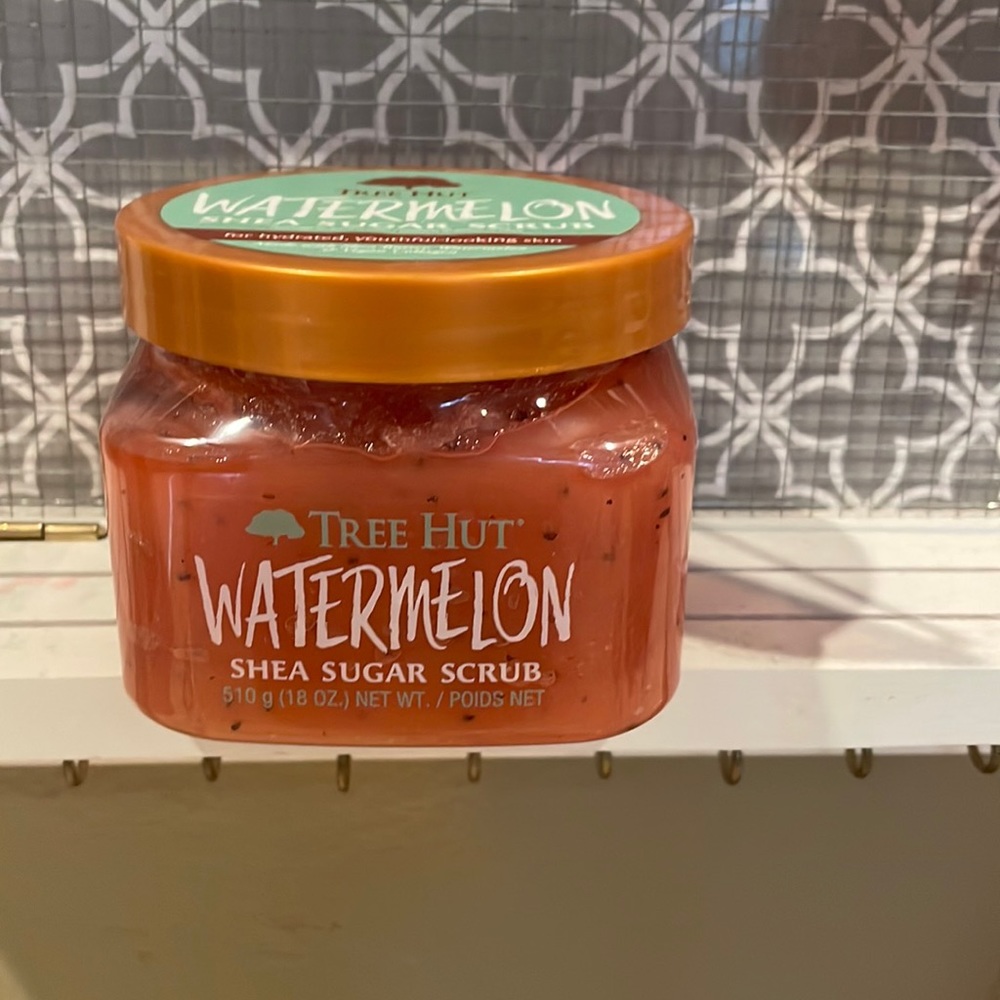 TREE HUT
WATERMELON
SHEA SUGAR SCRUB
for hydrated, youthful-looking skin
TREE HUT®
WATERMELON
SHEA SUGAR SCRUB
510 g (18 OZ.) NET WT. / POIDS NET